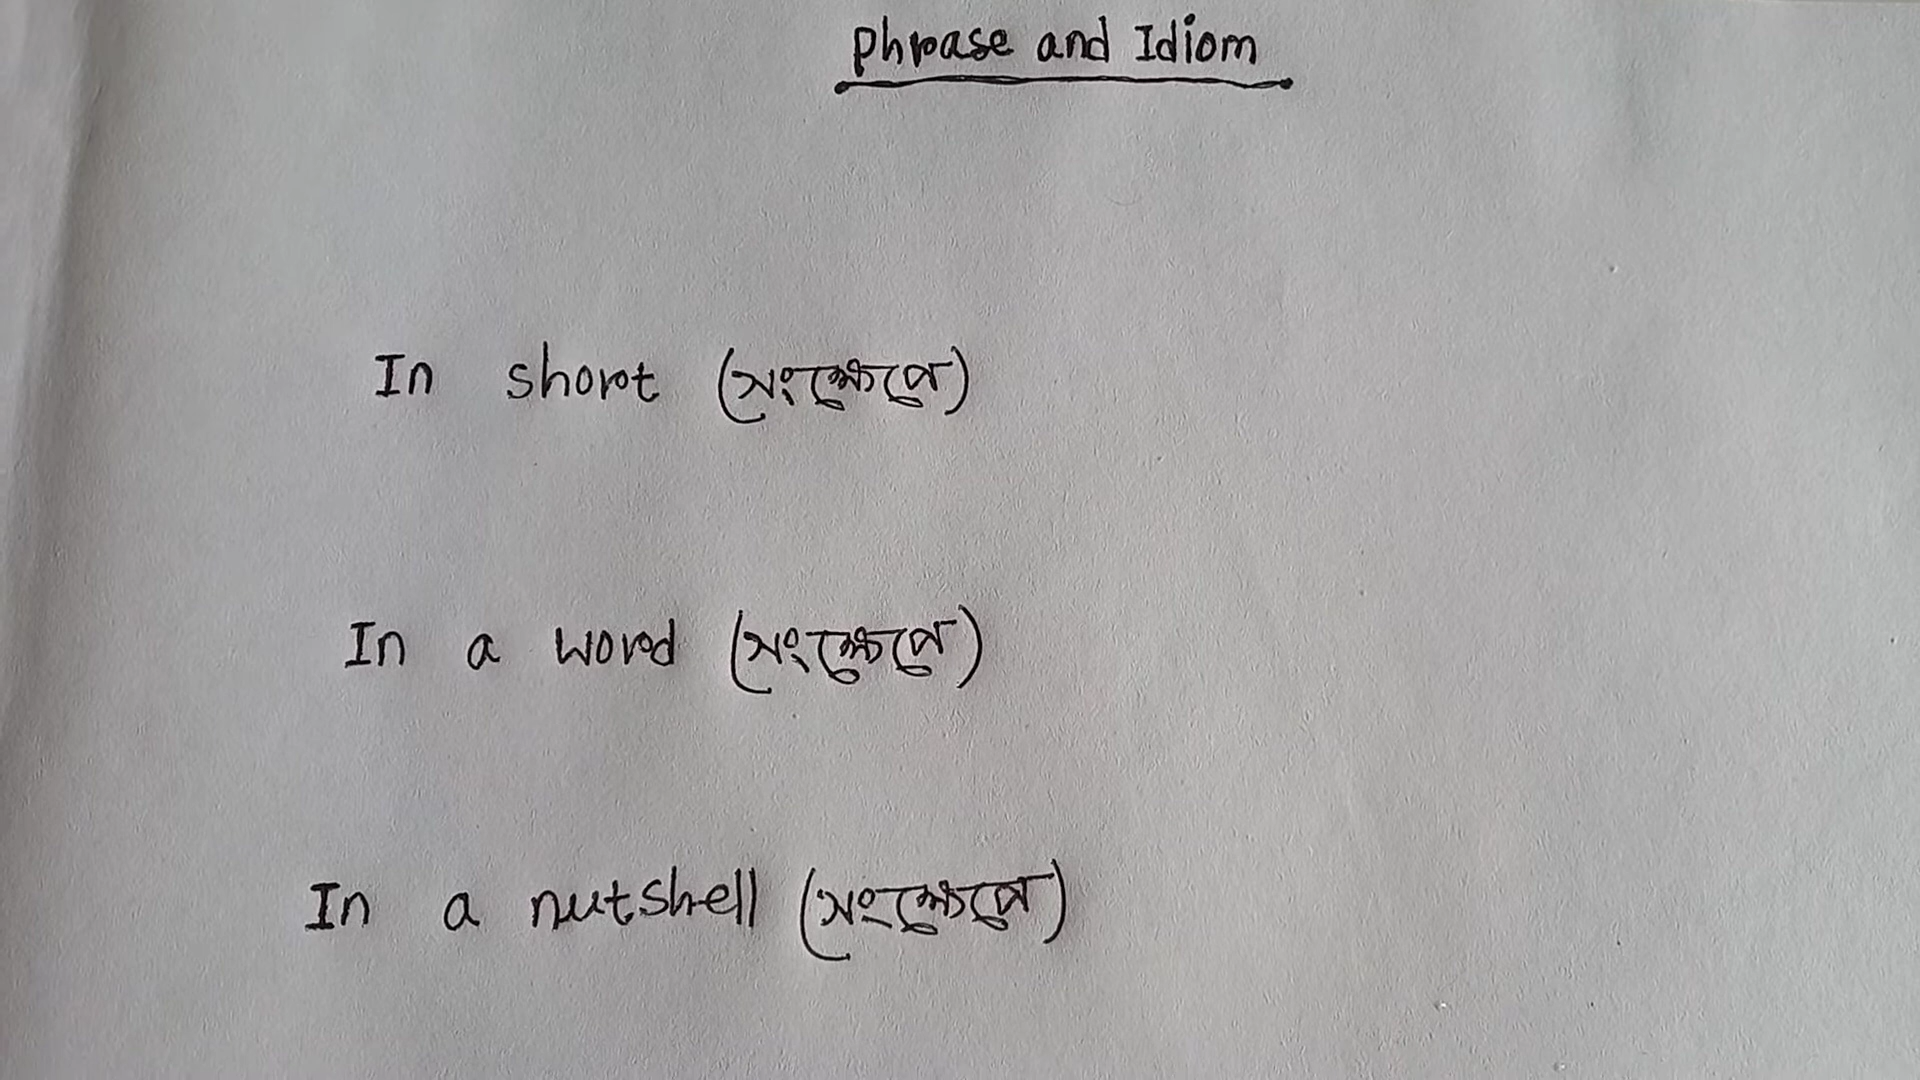 Phrase and Idiom
In short (সংক্ষেপে)
In a word (সংক্ষেপে)
In a nutshell (সংক্ষেপে)